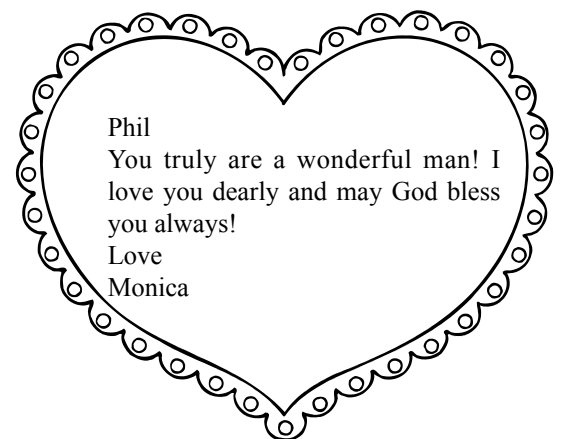 Phil
You truly are a wonderful man! I
love you dearly and may God bless
you always!
Love
Monica